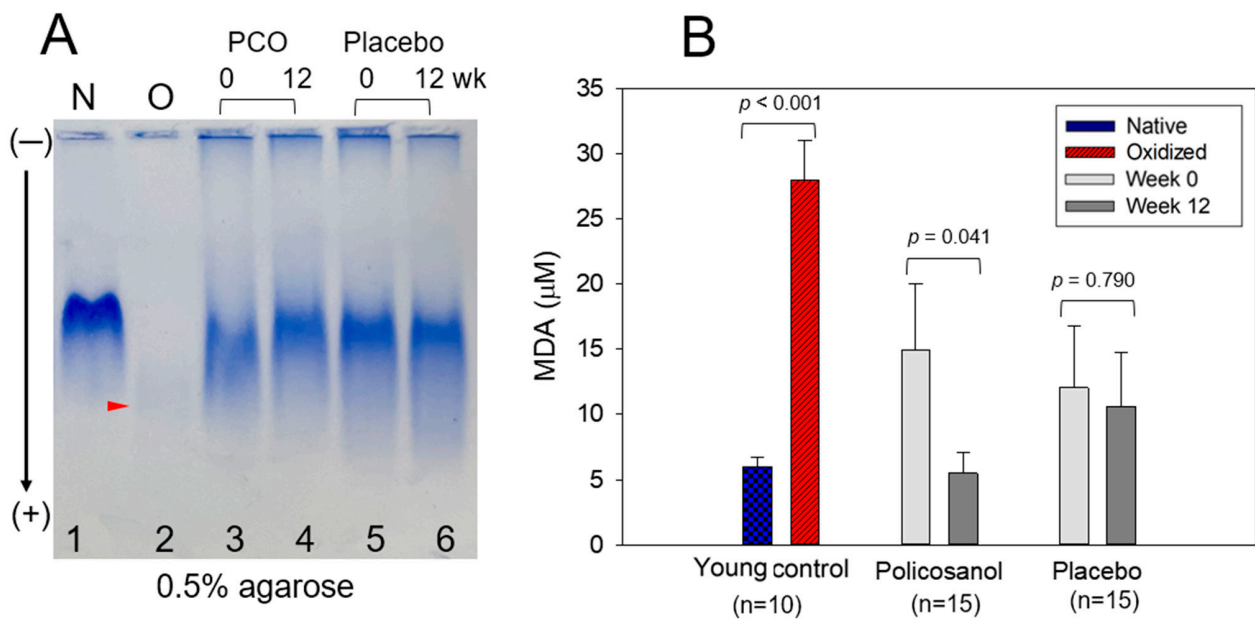 A
PCO Placebo
N O 0 12 0 12 wk
(—)
(+)
1 2 3 4 5 6
0.5% agarose
B
MDA (μM)
35
30
25
20
15
10
5
0
p < 0.001
p = 0.041
p = 0.790
Native
Oxidized
Week 0
Week 12
Young control Policosanol Placebo
(n=10) (n=15) (n=15)